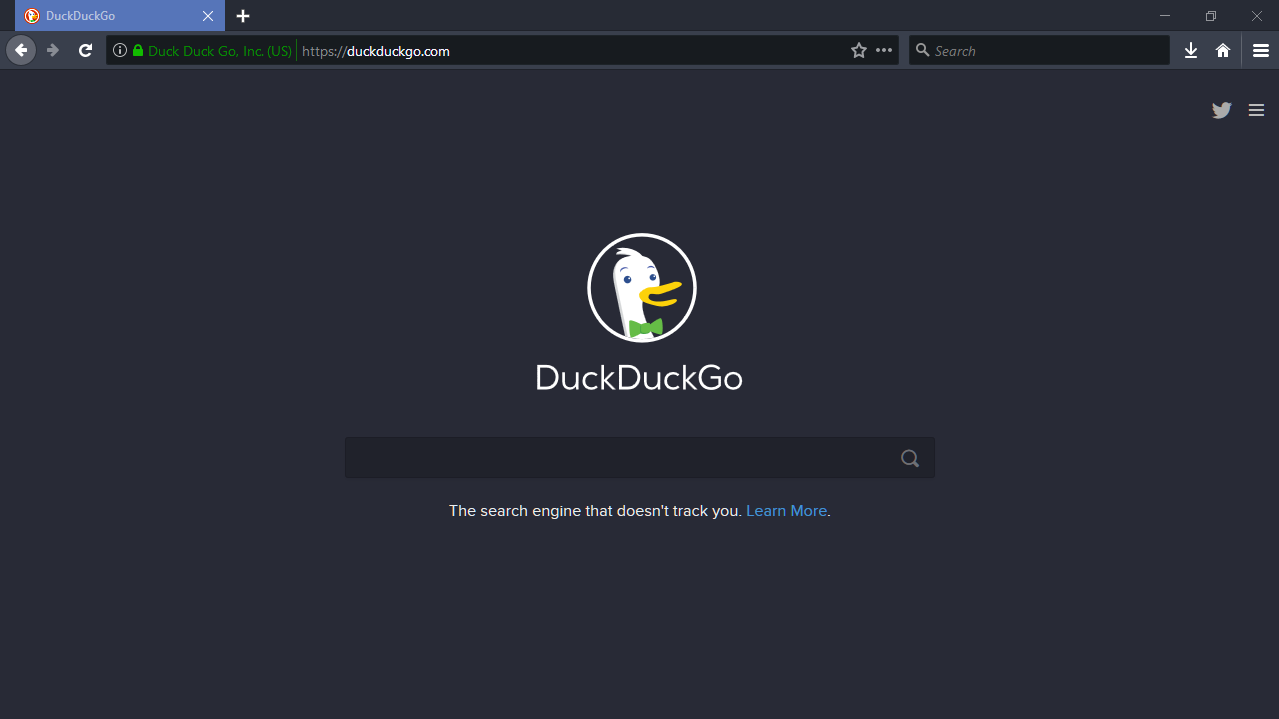 DuckDuckGo
Duck Duck Go, Inc. (US) https://duckduckgo.com Search
DuckDuckGo
The search engine that doesn't track you. Learn More.